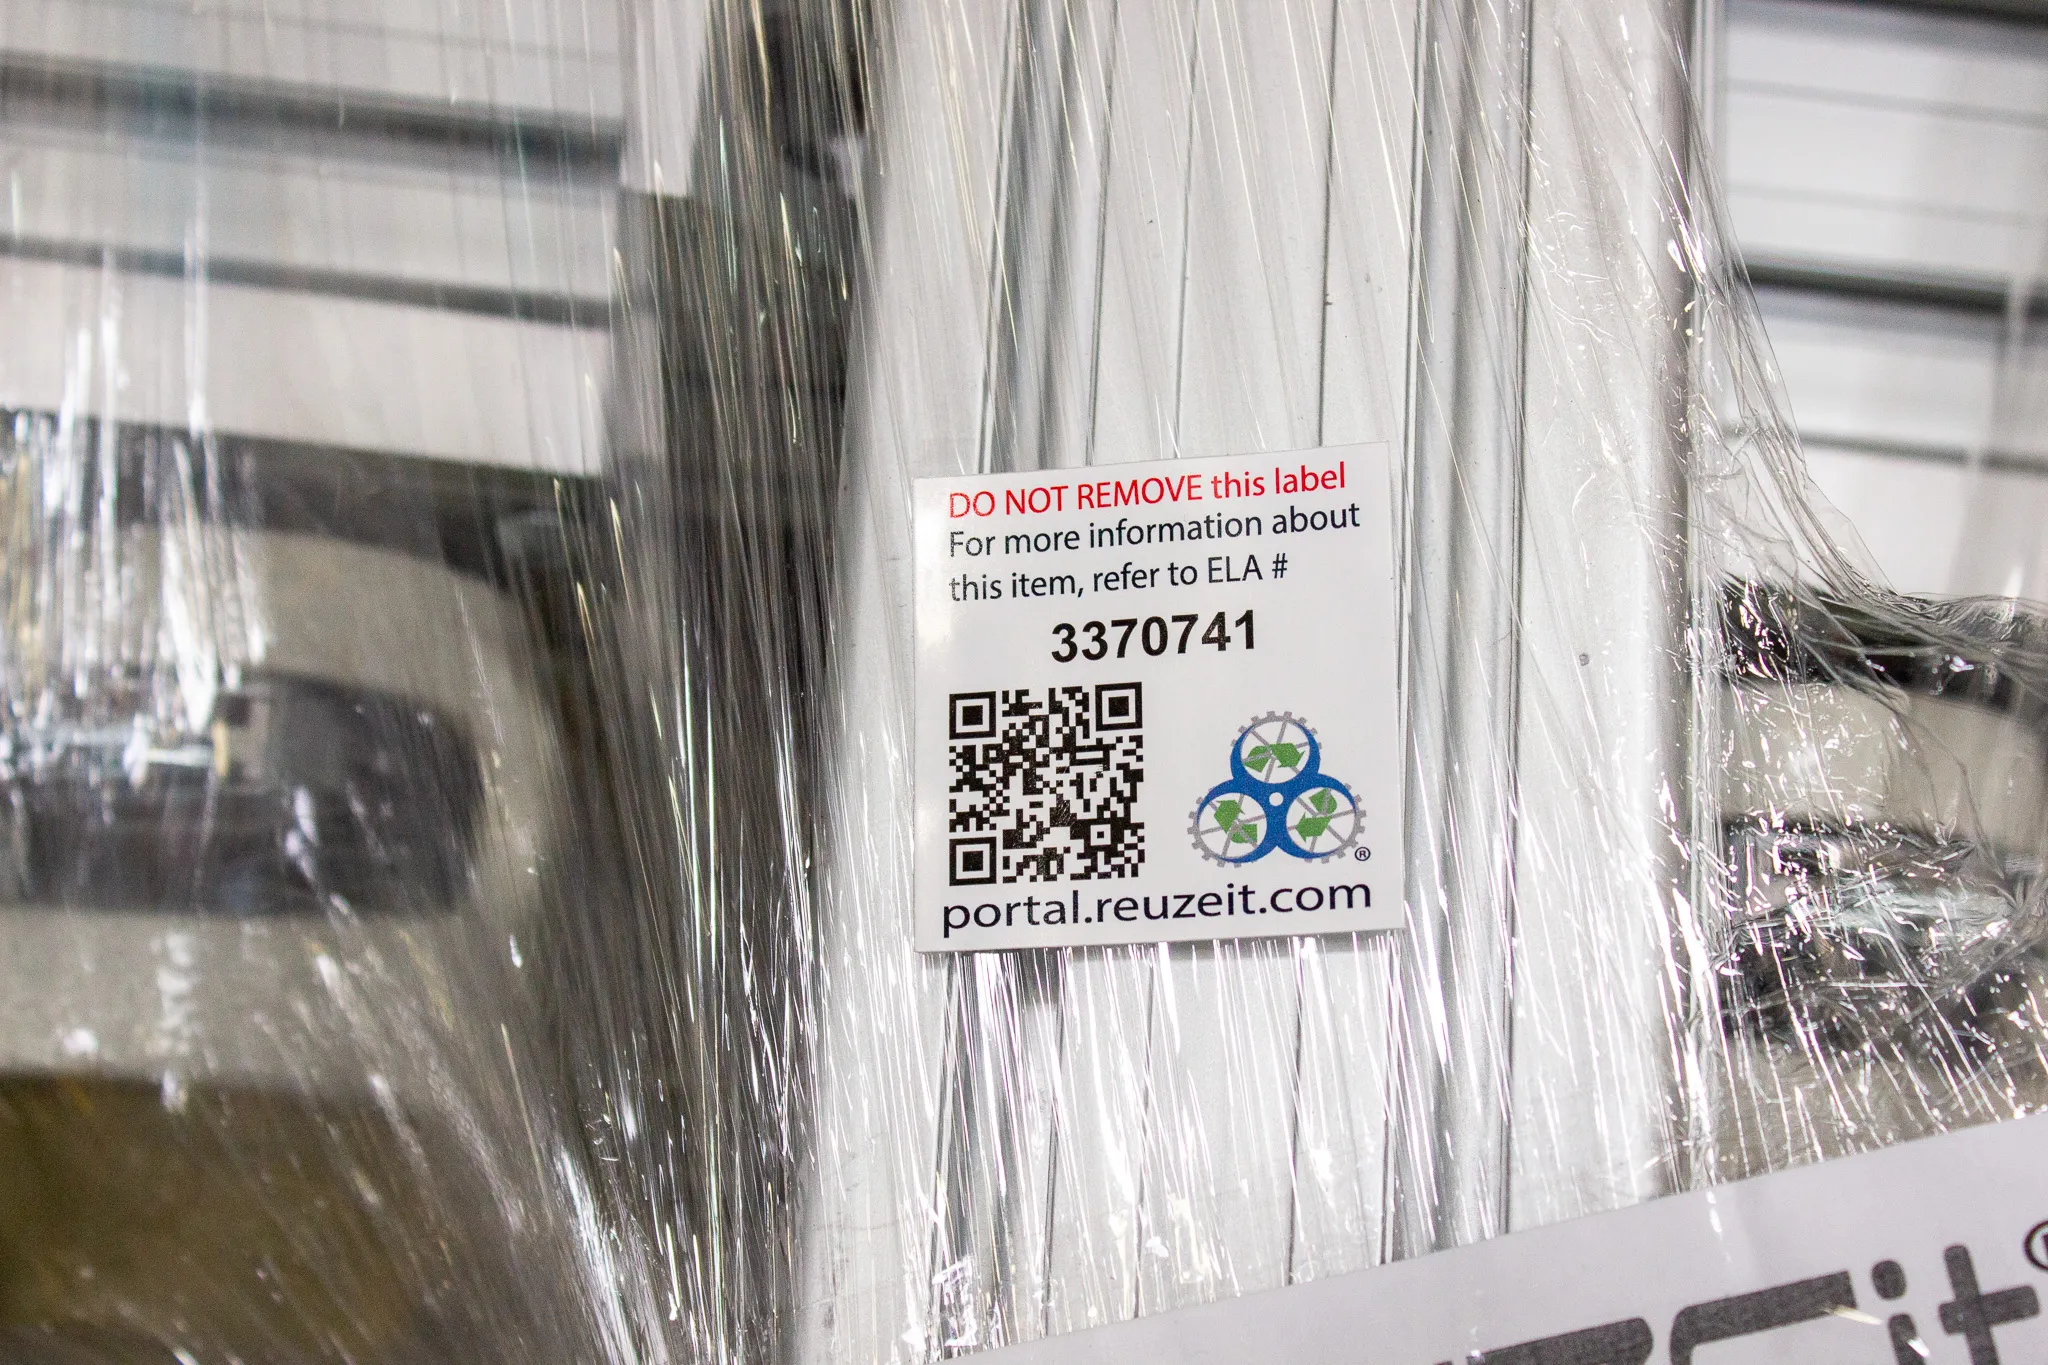 DO NOT REMOVE this label
For more information about
this item, refer to ELA #
3370741
®
portal.reuzeit.com